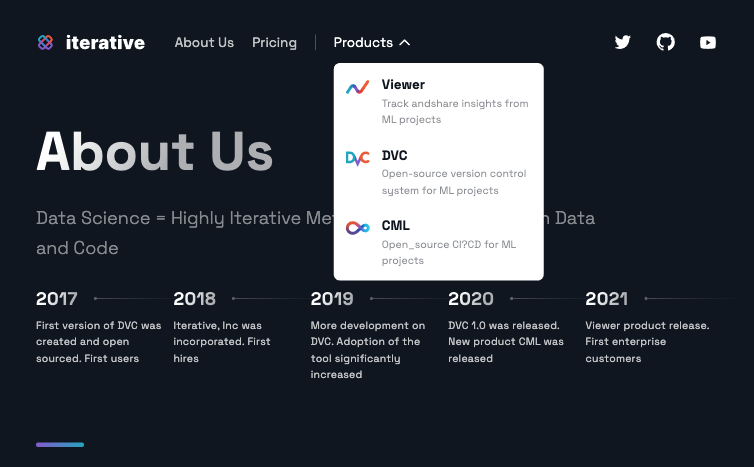 iterative
About Us
Pricing
Products
Viewer
Track andshare insights from
ML projects
DVC
Open-source version control
system for ML projects
CML
Open_source CI?CD for ML
projects
About Us
Data Science = Highly Iterative Me
n Data
and Code
2017
First version of DVC was
created and open
sourced. First users
2018
Iterative, Inc was
incorporated. First
hires
2019
More development on
DVC. Adoption of the
tool significantly
increased
2020
DVC 1.0 was released.
New product CML was
released
2021
Viewer product release.
First enterprise
customers